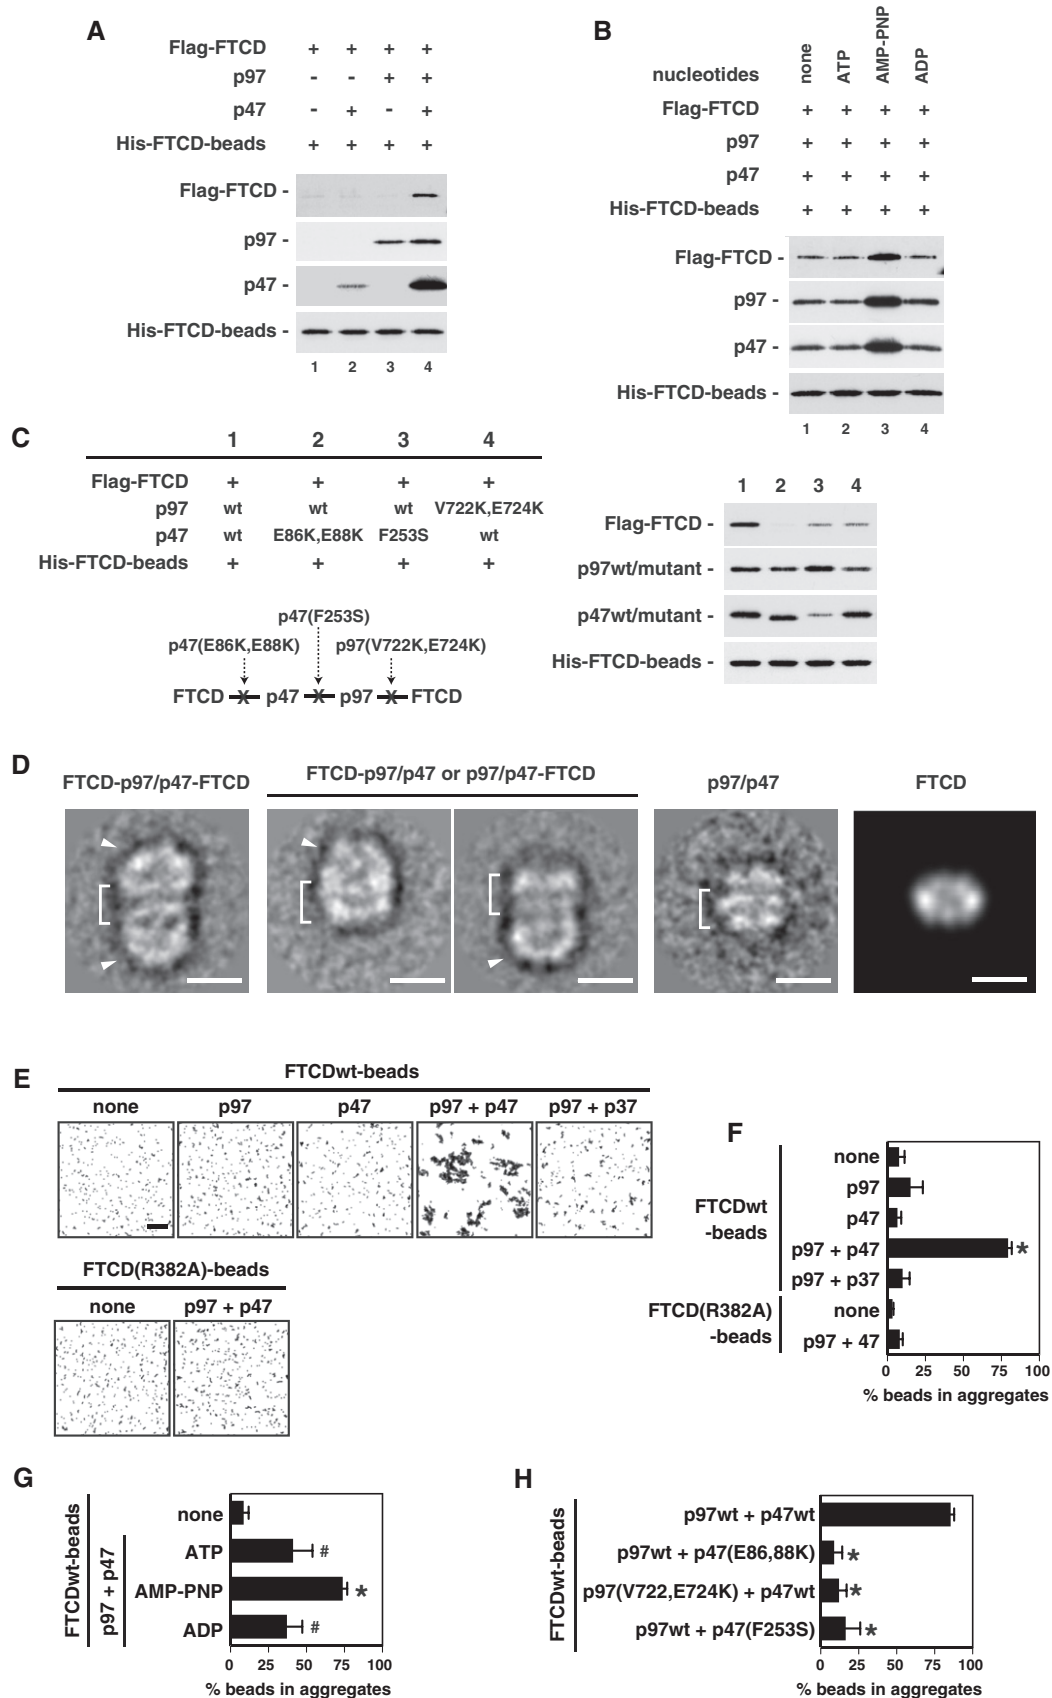 A
Flag-FTCD + + + +
p97 - - + +
p47 - + - +
His-FTCD-beads + + + +
Flag-FTCD -
p97 -
p47 -
His-FTCD-beads -
1 2 3 4
B
nucleotides none ATP AMP-PNP ADP
Flag-FTCD + + + +
p97 + + + +
p47 + + + +
His-FTCD-beads + + + +
Flag-FTCD -
p97 -
p47 -
His-FTCD-beads -
1 2 3 4
C
1 2 3 4
Flag-FTCD + + + +
p97 wt wt wt V722K,E724K
p47 wt E86K,E88K F253S wt
His-FTCD-beads + + + +
p47(F253S)
p47(E86K,E88K) p97(V722K,E724K)
FTCD X p47 X p97 X FTCD
1 2 3 4
Flag-FTCD -
p97wt/mutant -
p47wt/mutant -
His-FTCD-beads -
D
FTCD-p97/p47-FTCD
FTCD-p97/p47 or p97/p47-FTCD
p97/p47
FTCD
E
FTCDwt-beads
none p97 p47 p97 + p47 p97 + p37
FTCD(R382A)-beads
none p97 + p47
F
FTCDwt
-beads
none
p97
p47
p97 + p47 *
p97 + p37
FTCD(R382A)
-beads
none
p97 + 47
0 25 50 75 100
% beads in aggregates
G
FTCDwt-beads
p97 + p47
none
ATP #
AMP-PNP *
ADP #
0 25 50 75 100
% beads in aggregates
H
FTCDwt-beads
p97wt + p47wt
p97wt + p47(E86,88K) *
p97(V722,E724K) + p47wt *
p97wt + p47(F253S) *
0 25 50 75 100
% beads in aggregates